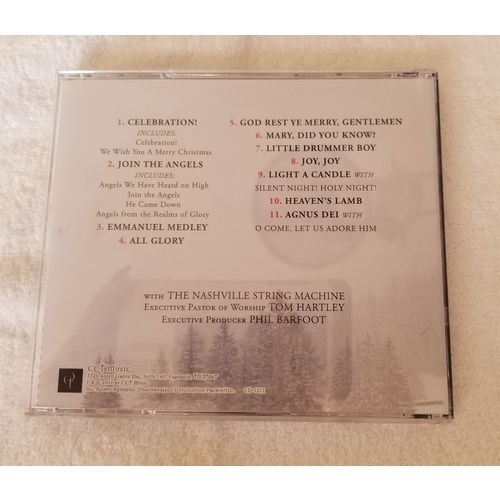 1. CELEBRATION!
INCLUDES:
Celebration!
We Wish You A Merry Christmas
2. JOIN THE ANGELS
INCLUDES:
Angels We Have Heard on High
Join the Angels
He Came Down
Angels from the Realms of Glory
3. EMMANUEL MEDLEY
4. ALL GLORY
5. GOD REST YE MERRY, GENTLEMEN
6. MARY, DID YOU KNOW?
7. LITTLE DRUMMER BOY
8. JOY, JOY
9. LIGHT A CANDLE WITH
SILENT NIGHT! HOLY NIGHT!
10. HEAVEN'S LAMB
11. AGNUS DEI WITH
O COME, LET US ADORE HIM
WITH THE NASHVILLE STRING MACHINE
EXECUTIVE PASTOR OF WORSHIP TOM HARTLEY
EXECUTIVE PRODUCER PHIL BARFOOT
CCT MUSIC